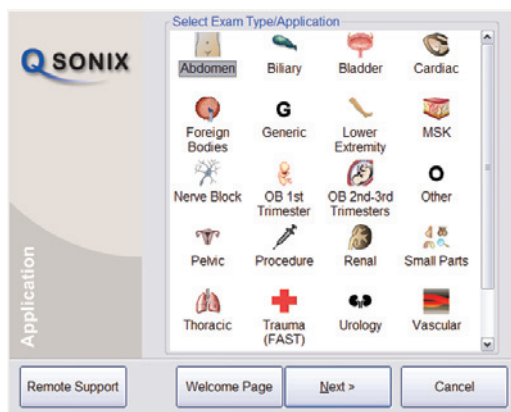 Select Exam Type/Application
Q SONIX
Abdomen Biliary Bladder Cardiac
G
Foreign Bodies Generic Lower Extremity MSK
O
Nerve Block OB 1st Trimester OB 2nd-3rd Trimesters Other
Pelvic Procedure Renal Small Parts
Thoracic Trauma (FAST) Urology Vascular
Application
Remote Support Welcome Page Next > Cancel